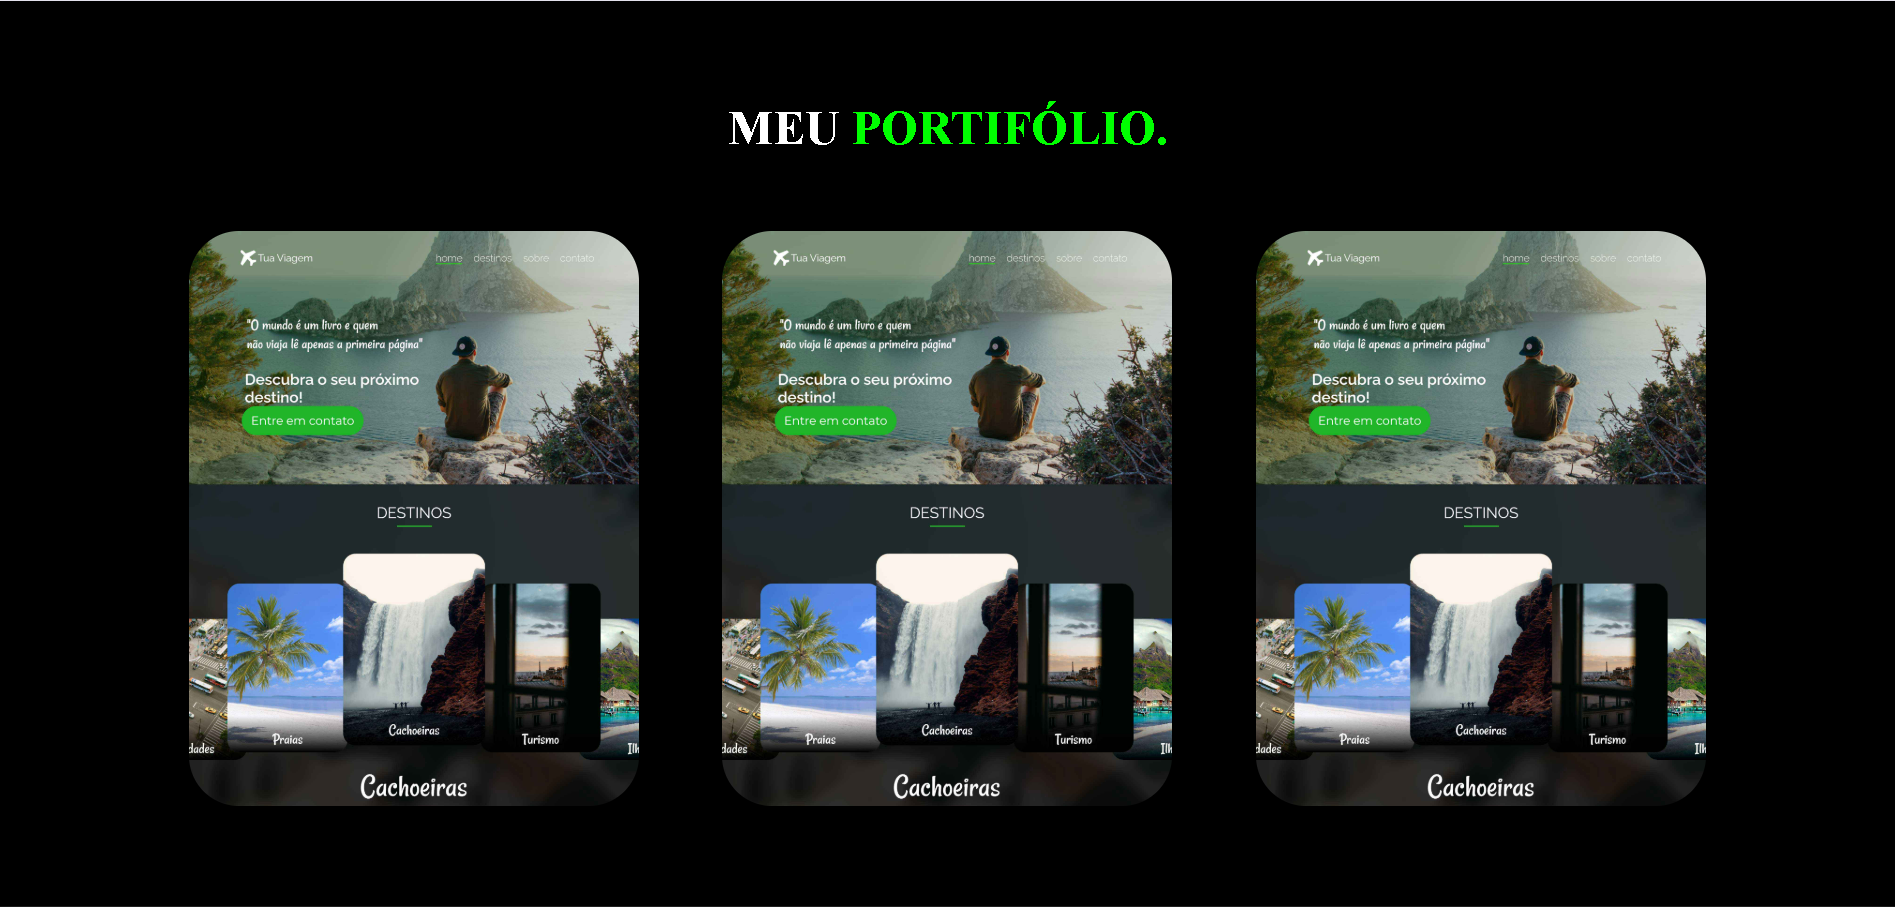 MEU PORTIFÓLIO.
Tua Viagem home destinos sobre contato
"O mundo é um livro e quem
não viaja lê apenas a primeira página"
Descubra o seu próximo
destino!
Entre em contato
DESTINOS
dades Praias Cachoeiras Turismo Ilh
Cachoeiras
Tua Viagem home destinos sobre contato
"O mundo é um livro e quem
não viaja lê apenas a primeira página"
Descubra o seu próximo
destino!
Entre em contato
DESTINOS
dades Praias Cachoeiras Turismo Ilh
Cachoeiras
Tua Viagem home destinos sobre contato
"O mundo é um livro e quem
não viaja lê apenas a primeira página"
Descubra o seu próximo
destino!
Entre em contato
DESTINOS
dades Praias Cachoeiras Turismo Ilh
Cachoeiras